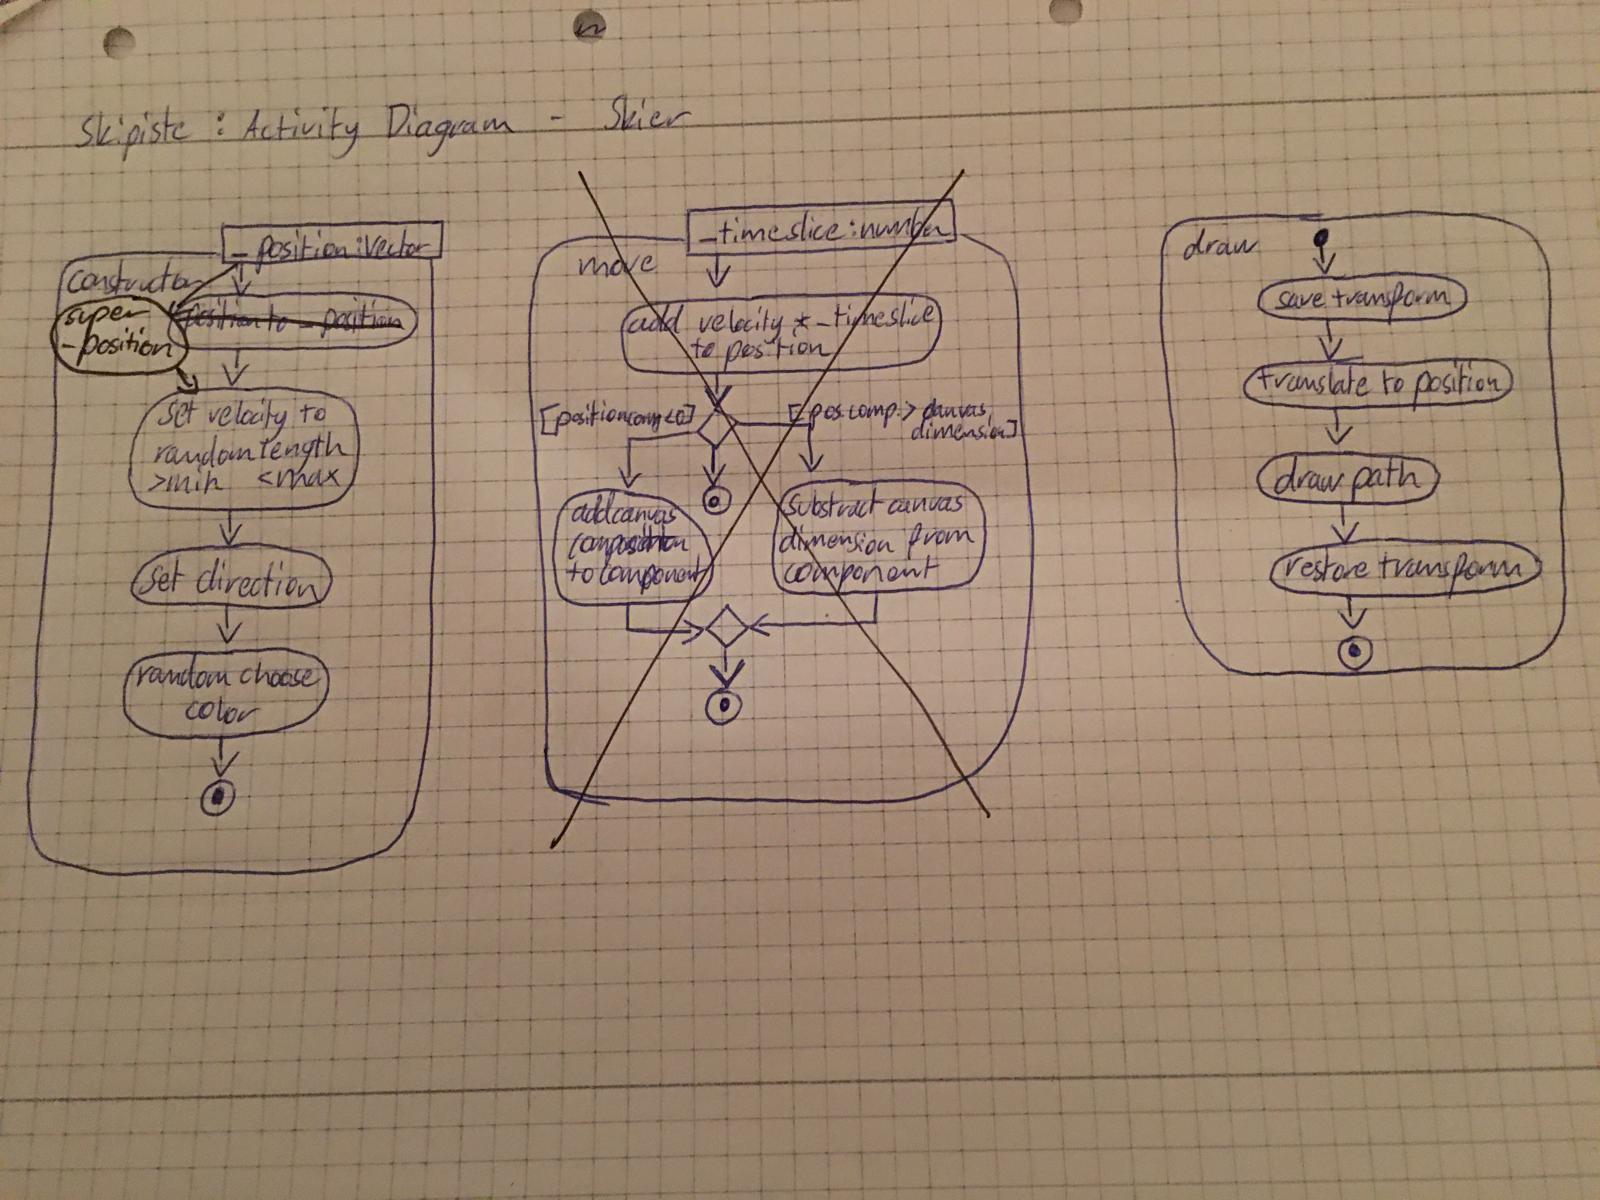 Skipiste : Activity Diagram - Skier
_position:Vector
constructor
super
_position
position to _position
set velocity to
random length
>min <max
set direction
random choose
color
_timeslice:number
move
add velocity * _timeslice
to position
[position comp<0]
[pos.comp.> canvas
dimension]
add canvas
to component
substract canvas
dimension from
component
draw
save transform
translate to position
draw path
restore transform